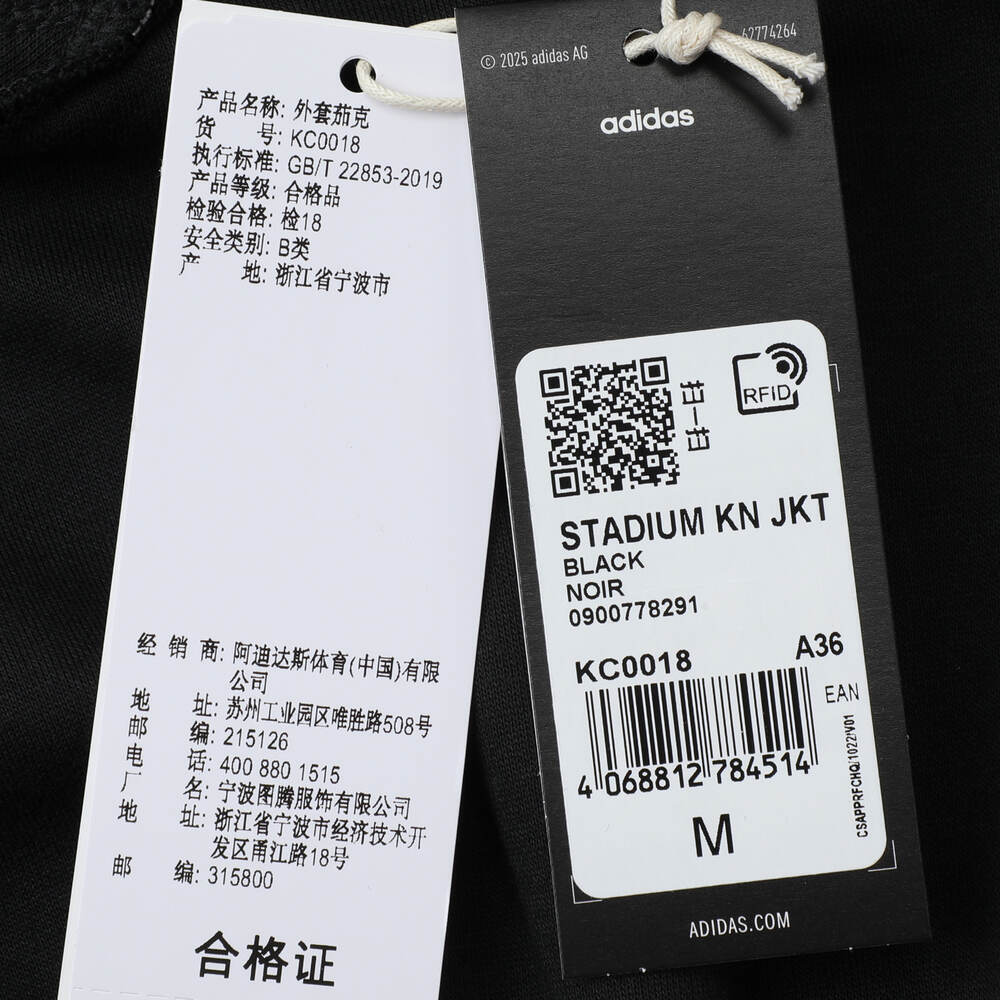 产品名称: 外套茄克
货 号: KC0018
执行标准: GB/T 22853-2019
产品等级: 合格品
检验合格: 检18
安全类别: B类
产 地: 浙江省宁波市
经 销 商: 阿迪达斯体育(中国)有限
公司
地 址: 苏州工业园区唯胜路508号
邮 编: 215126
电 话: 400 880 1515
厂 名: 宁波图腾服饰有限公司
地 址: 浙江省宁波市经济技术开
发区甬江路18号
邮 编: 315800
合格证
© 2025 adidas AG
62774264
adidas
扫一扫
RFID
STADIUM KN JKT
BLACK
NOIR
0900778291
KC0018
A36
EAN
4 068812 784514
M
ADIDAS.COM